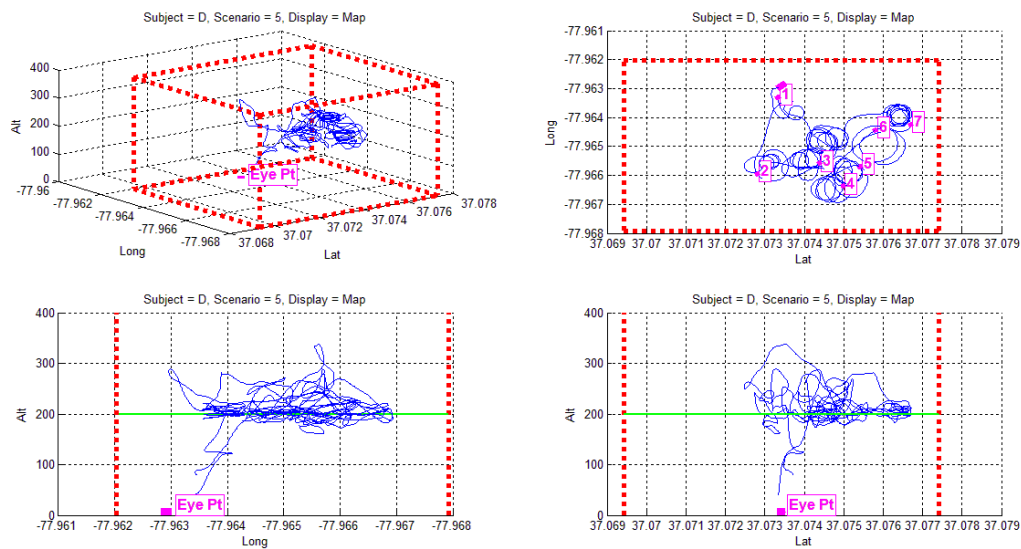 Subject = D, Scenario = 5, Display = Map
400
300
200
100
0
Alt
-77.96
-77.962
-77.964
-77.966
-77.968
Long
37.068
37.07
37.072
37.074
37.076
37.078
Lat
Eye Pt
Subject = D, Scenario = 5, Display = Map
-77.961
-77.962
-77.963
-77.964
-77.965
-77.966
-77.967
-77.968
Long
1
2
3
4
5
6
7
37.069 37.07 37.071 37.072 37.073 37.074 37.075 37.076 37.077 37.078 37.079
Lat
Subject = D, Scenario = 5, Display = Map
400
300
200
100
0
Alt
Eye Pt
-77.961 -77.962 -77.963 -77.964 -77.965 -77.966 -77.967 -77.968
Long
Subject = D, Scenario = 5, Display = Map
400
300
200
100
0
Alt
Eye Pt
37.069 37.07 37.071 37.072 37.073 37.074 37.075 37.076 37.077 37.078 37.079
Lat